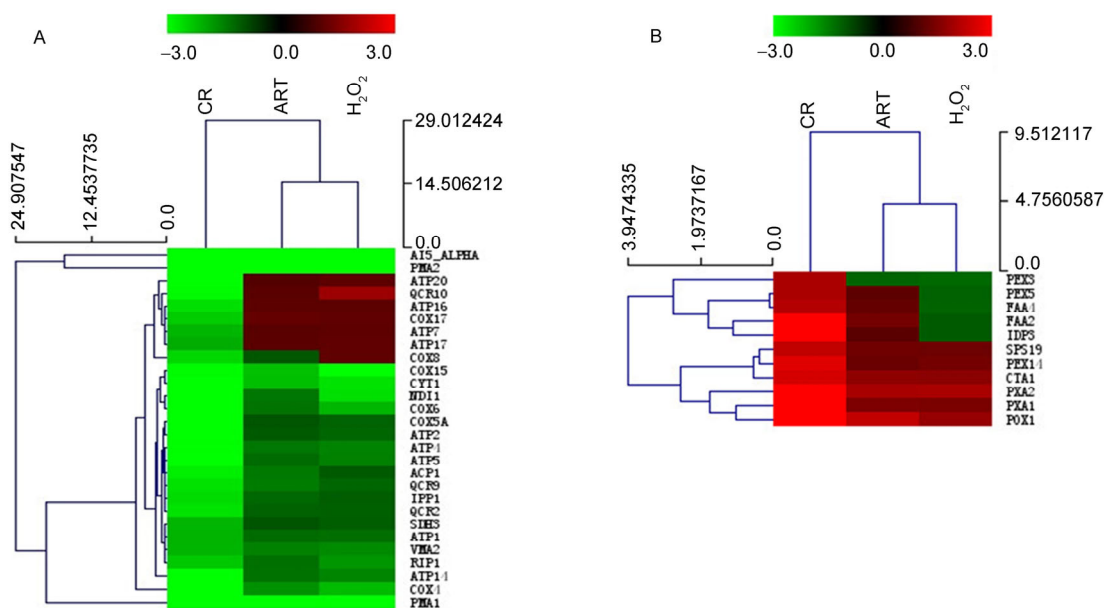 A
−3.0 0.0 3.0
CR
ART
H₂O₂
29.012424
14.506212
0.0
24.907547
12.4537735
0.0
AI5_ALPHA
PMA2
ATP20
QCR10
ATP16
COX17
ATP7
ATP17
COX8
COX15
CYT1
NDI1
COX6
COX5A
ATP2
ATP4
ATP5
ACP1
QCR9
IPP1
QCR2
SDH3
ATP1
VMA2
RIP1
ATP14
COX4
PMA1
B
−3.0 0.0 3.0
CR
ART
H₂O₂
9.512117
4.7560587
0.0
3.9474335
1.9737167
0.0
PEX3
PEX5
FAA4
FAA2
IDP3
SPS19
PEX14
CTA1
PXA2
PXA1
POX1